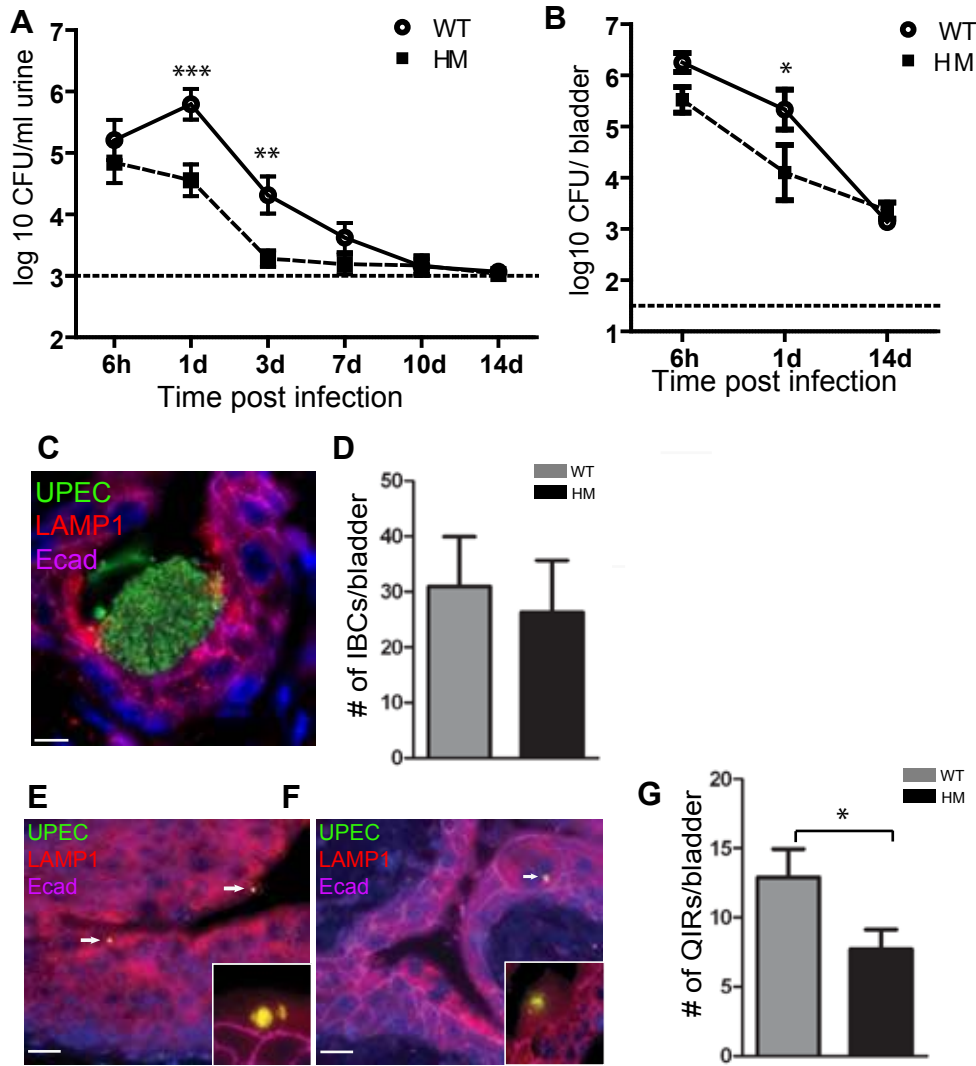 A
WT
HM
log 10 CFU/ml urine
7
6
5
4
3
2
***
**
6h 1d 3d 7d 10d 14d
Time post infection
B
WT
HM
log10 CFU/ bladder
7
6
5
4
3
2
1
*
6h 1d 14d
Time post infection
C
UPEC
LAMP1
Ecad
D
WT
HM
# of IBCs/bladder
50
40
30
20
10
0
E
UPEC
LAMP1
Ecad
F
UPEC
LAMP1
Ecad
G
WT
HM
# of QIRs/bladder
20
15
10
5
0
*